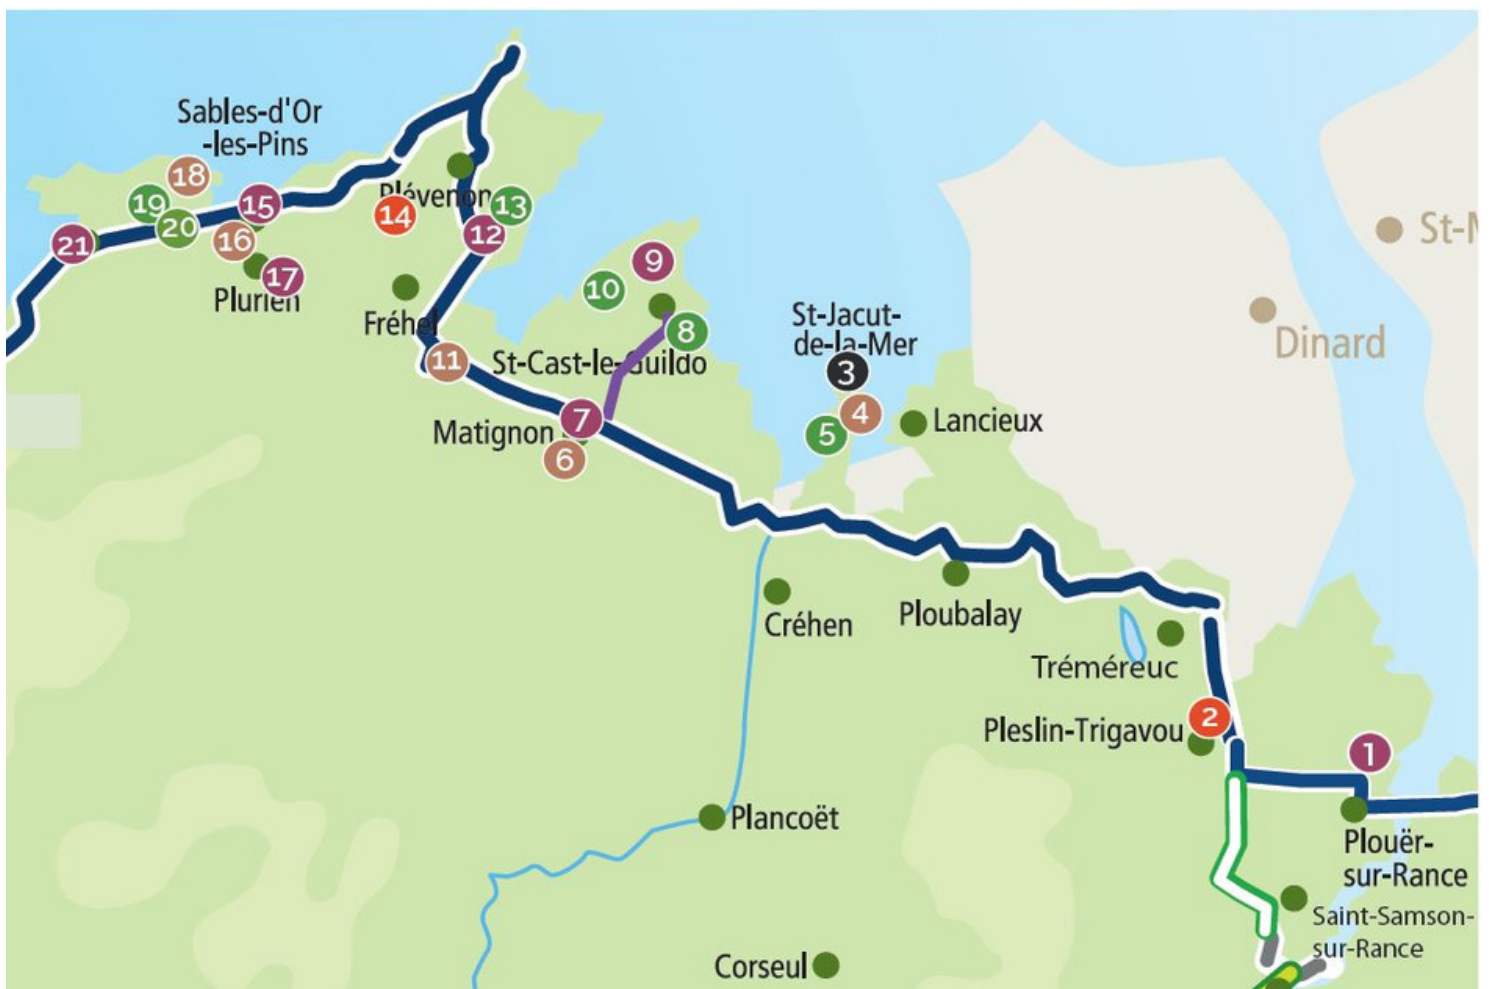 Sables-d'Or
-les-Pins
18
19
20
15
16
21
17
Plurien
Plévenon
14
13
12
Fréhel
11
9
10
8
St-Cast-le-Guildo
7
Matignon
6
St-Jacut-
de-la-Mer
3
4
5
Lancieux
St-M
Dinard
Créhen
Ploubalay
Tréméreuc
2
Pleslin-Trigavou
1
Plancoët
Plouër-
sur-Rance
Saint-Samson-
sur-Rance
Corseul